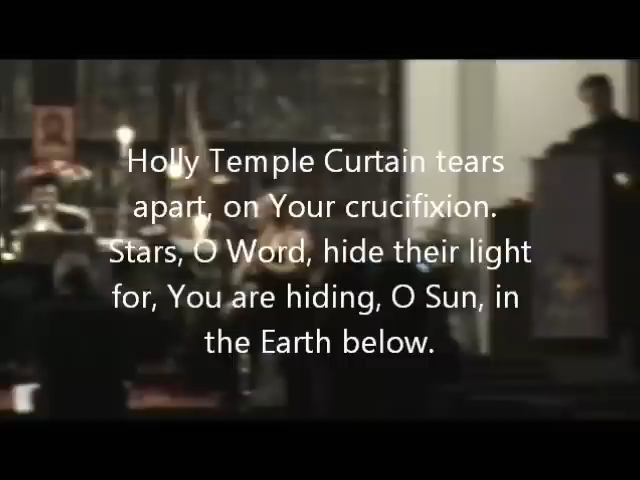 Holly Temple Curtain tears
apart, on Your crucifixion.
Stars, O Word, hide their light
for, You are hiding, O Sun, in
the Earth below.